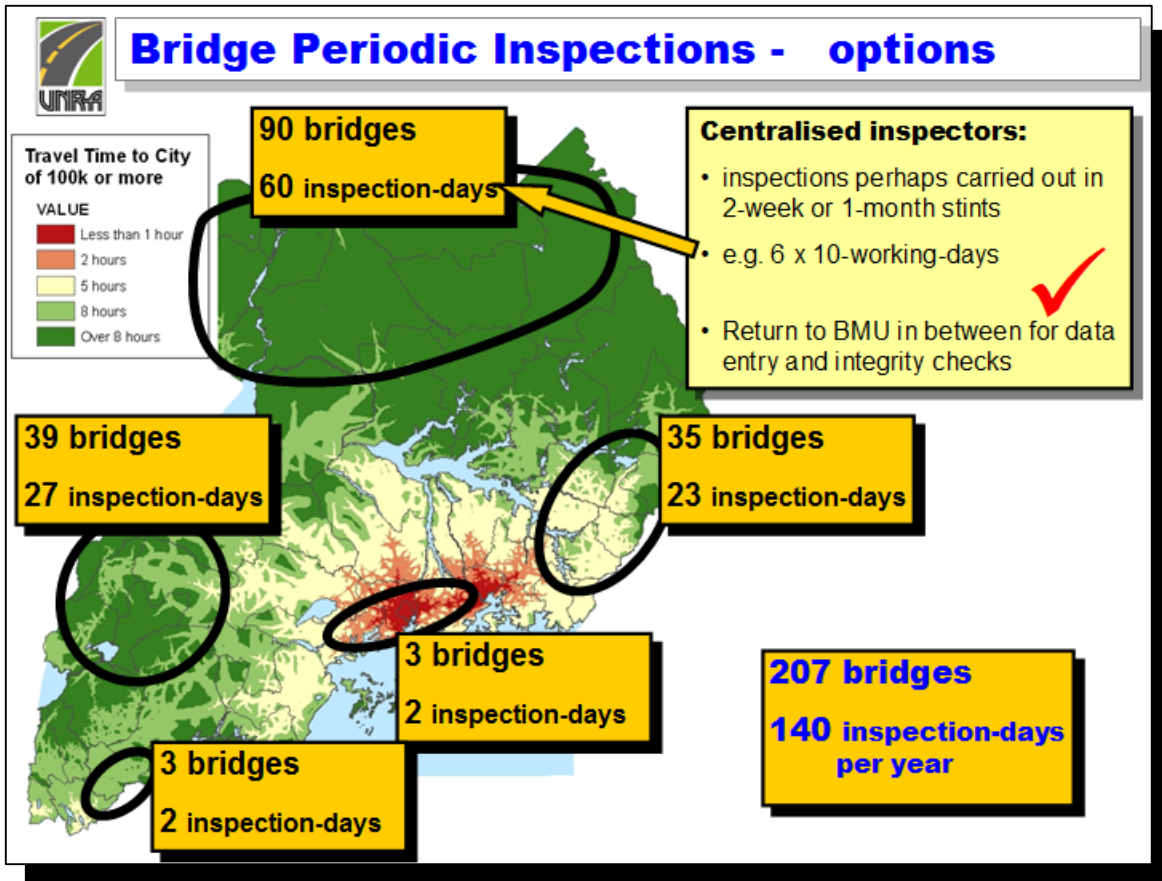 UNRA
Bridge Periodic Inspections - options
Travel Time to City
of 100k or more
VALUE
Less than 1 hour
2 hours
5 hours
8 hours
Over 8 hours
90 bridges
60 inspection-days
Centralised inspectors:
• inspections perhaps carried out in
2-week or 1-month stints
• e.g. 6 x 10-working-days
• Return to BMU in between for data
entry and integrity checks
39 bridges
27 inspection-days
35 bridges
23 inspection-days
3 bridges
2 inspection-days
3 bridges
2 inspection-days
207 bridges
140 inspection-days
per year